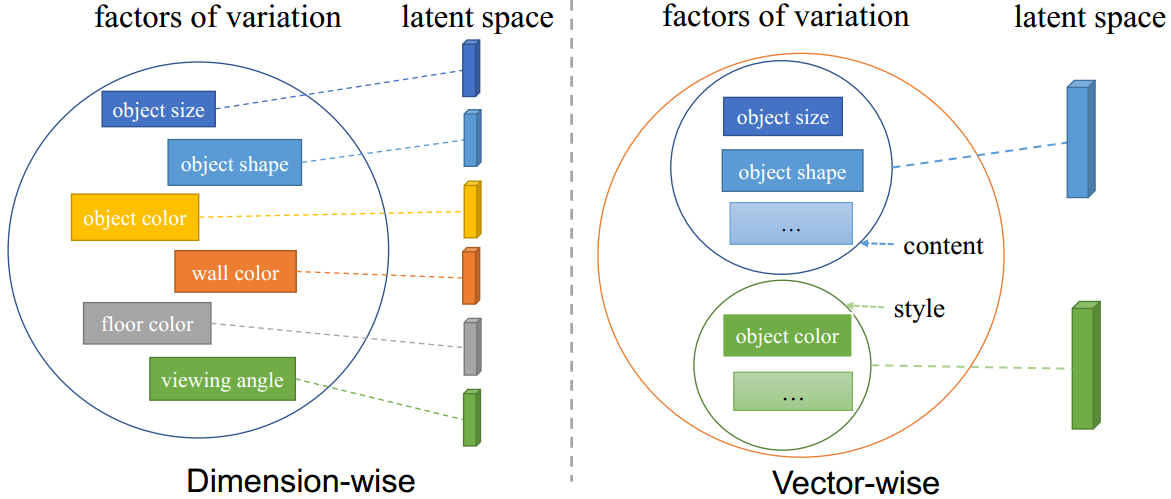 factors of variation
latent space
object size
object shape
object color
wall color
floor color
viewing angle
Dimension-wise
factors of variation
latent space
object size
object shape
...
content
style
object color
...
Vector-wise